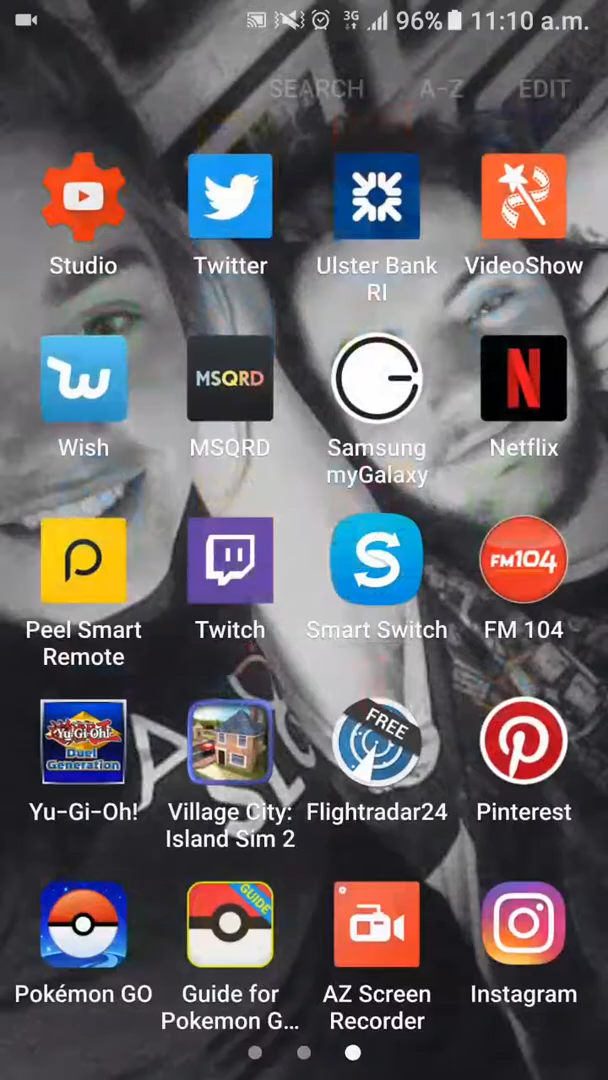 3G 96% 11:10 a.m.
SEARCH A-Z EDIT
Studio Twitter Ulster Bank RI VideoShow
MSQRD
Wish MSQRD Samsung myGalaxy Netflix
FM104
Peel Smart Remote Twitch Smart Switch FM 104
Yu-Gi-Oh!
Duel
Generation
FREE
Yu-Gi-Oh! Village City: Island Sim 2 Flightradar24 Pinterest
GUIDE
Pokémon GO Guide for Pokemon G... AZ Screen Recorder Instagram